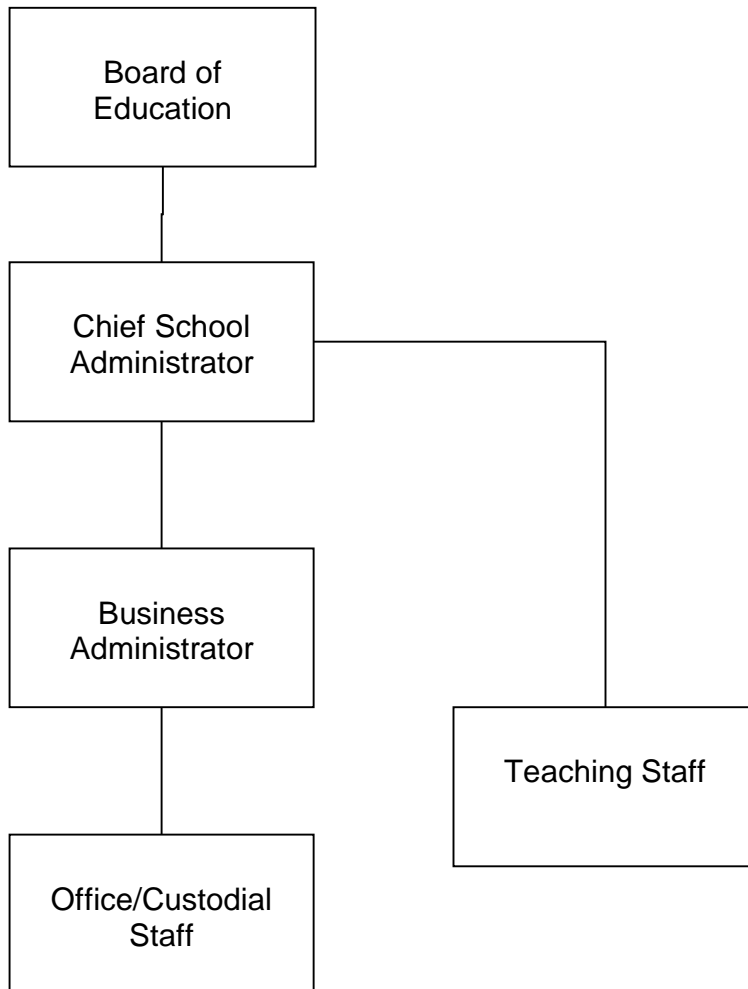 Board of
Education
Chief School
Administrator
Business
Administrator
Teaching Staff
Office/Custodial
Staff